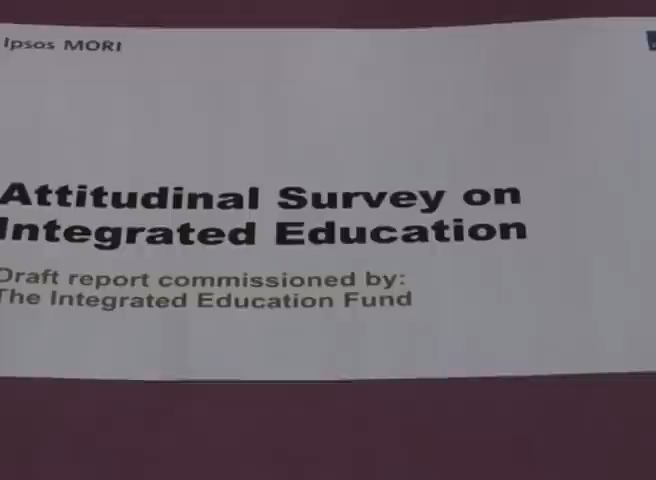 Ipsos MORI
Attitudinal Survey on
Integrated Education
Draft report commissioned by:
The Integrated Education Fund